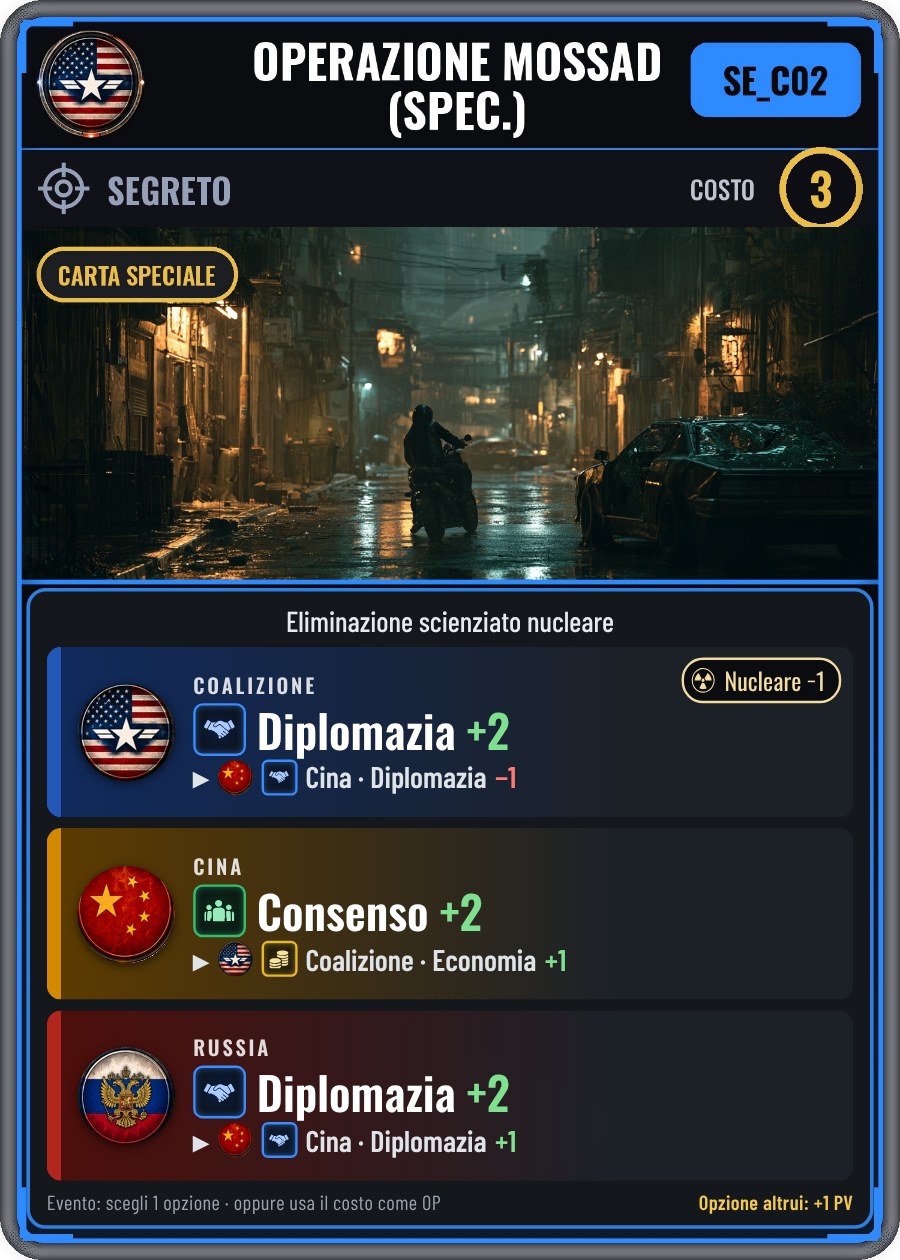 OPERAZIONE MOSSAD
(SPEC.)
SE_C02
SEGRETO
COSTO
3
CARTA SPECIALE
Eliminazione scienziato nucleare
COALIZIONE
Nucleare −1
Diplomazia +2
▶ Cina · Diplomazia −1
CINA
Consenso +2
▶ Coalizione · Economia +1
RUSSIA
Diplomazia +2
▶ Cina · Diplomazia +1
Evento: scegli 1 opzione · oppure usa il costo come OP
Opzione altrui: +1 PV